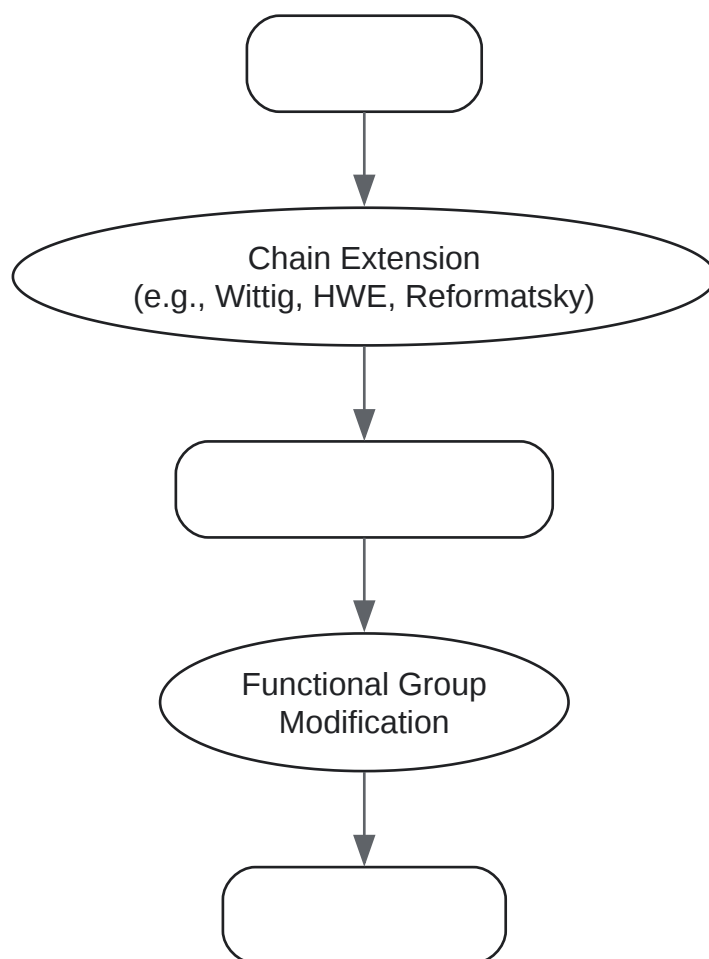 Chain Extension
(e.g., Wittig, HWE, Reformatsky)
Functional Group
Modification